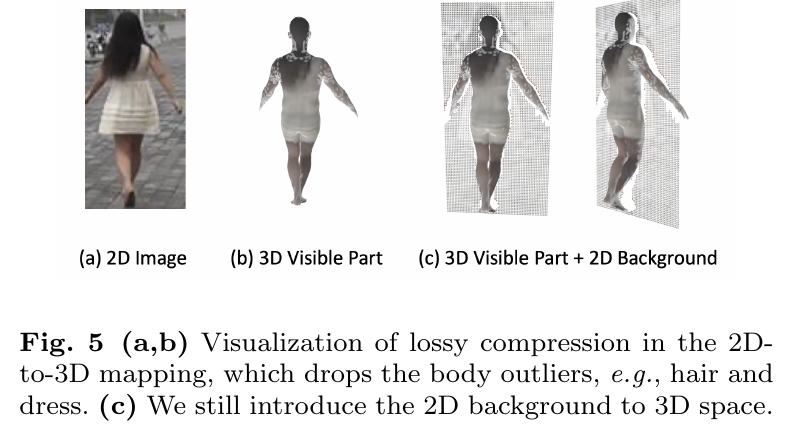 (a) 2D Image (b) 3D Visible Part (c) 3D Visible Part + 2D Background
Fig. 5 (a,b) Visualization of lossy compression in the 2D-
to-3D mapping, which drops the body outliers, e.g., hair and
dress. (c) We still introduce the 2D background to 3D space.